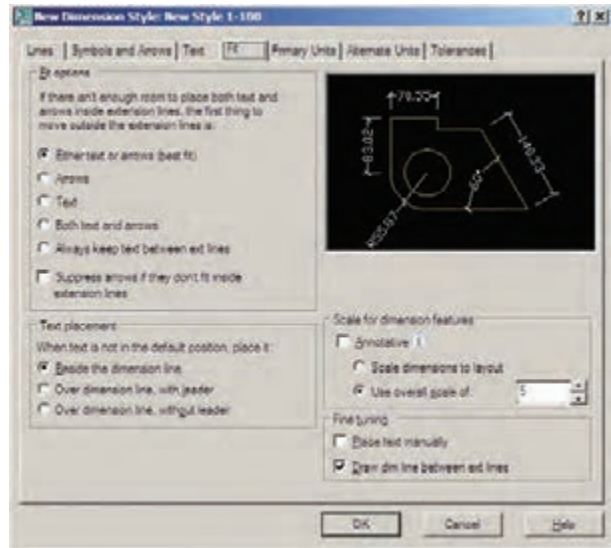 New Dimension Style: New Style 1-100
Lines
Symbols and Arrows
Text
Fit
Primary Units
Alternate Units
Tolerances
Fit options
If there isn't enough room to place both text and
arrows inside extension lines, the first thing to
move outside the extension lines is:
Either text or arrows (best fit)
Arrows
Text
Both text and arrows
Always keep text between ext lines
Suppress arrows if they don't fit inside
extension lines
Text placement
When text is not in the default position, place it:
Beside the dimension line
Over dimension line, with leader
Over dimension line, without leader
60°
Scale for dimension features
Annotative
Scale dimensions to layout
Use overall scale of:
5
Fine tuning
Place text manually
Draw dim line between ext lines
OK
Cancel
Help